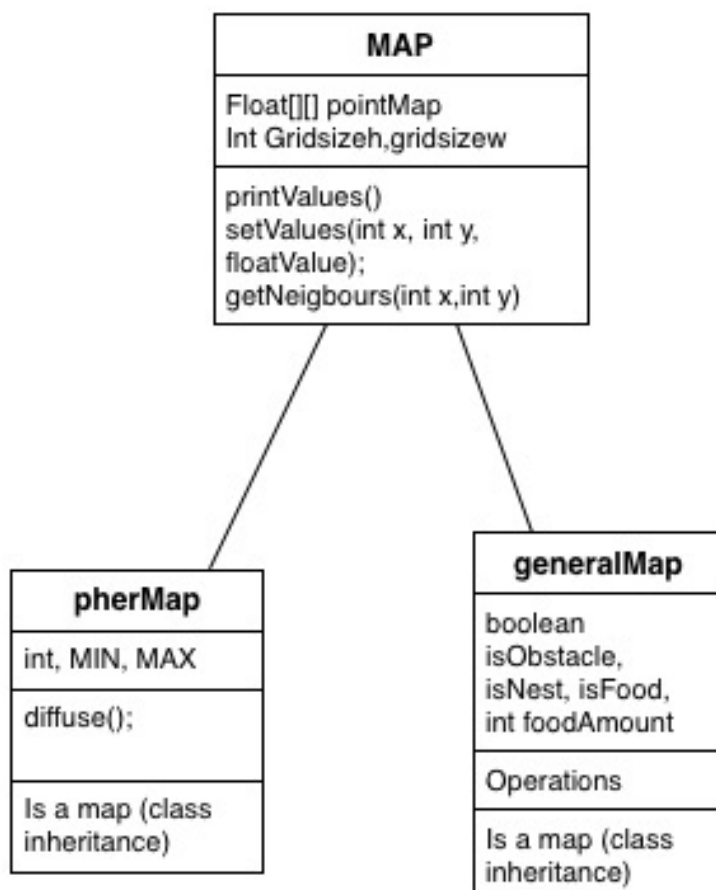 MAP
Float[][] pointMap
Int Gridsizeh,gridsizew
printValues()
setValues(int x, int y,
floatValue);
getNeigbours(int x,int y)
pherMap
int, MIN, MAX
diffuse();
Is a map (class
inheritance)
generalMap
boolean
isObstacle,
isNest, isFood,
int foodAmount
Operations
Is a map (class
inheritance)